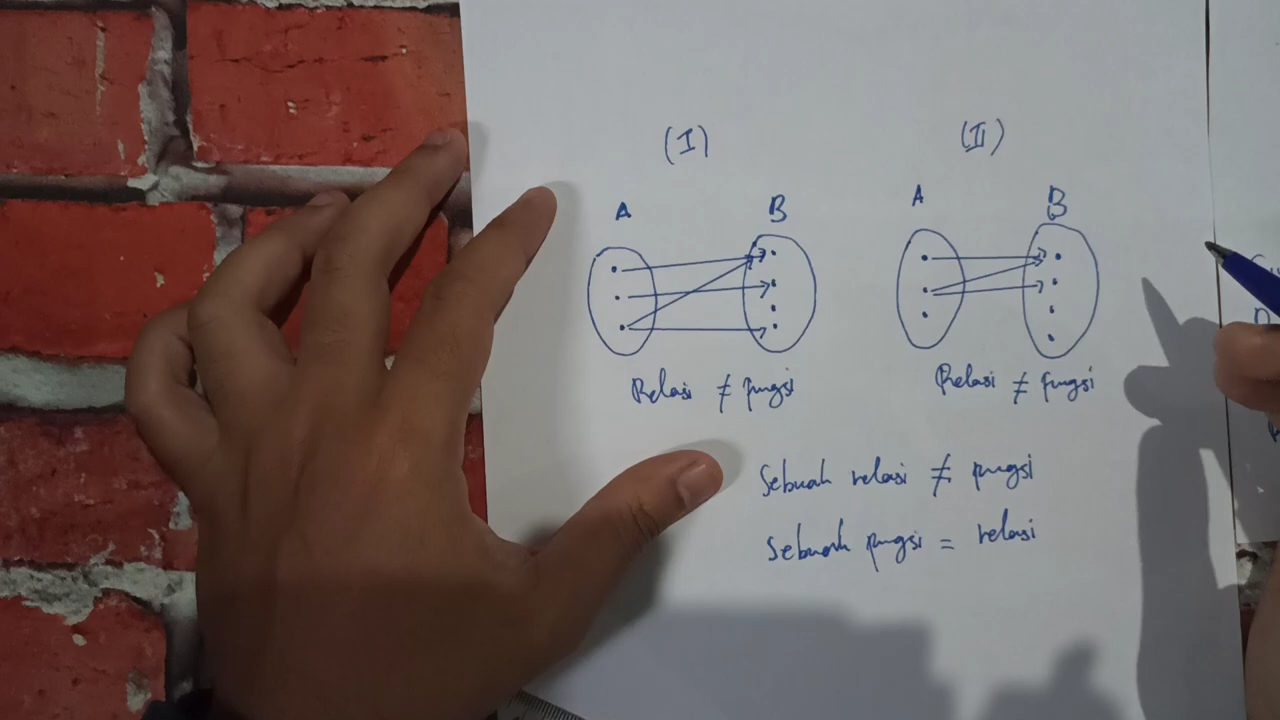 (I) (II)
A B A B
Relasi ≠ fungsi Relasi ≠ fungsi
Sebuah relasi ≠ fungsi
Sebuah fungsi = relasi